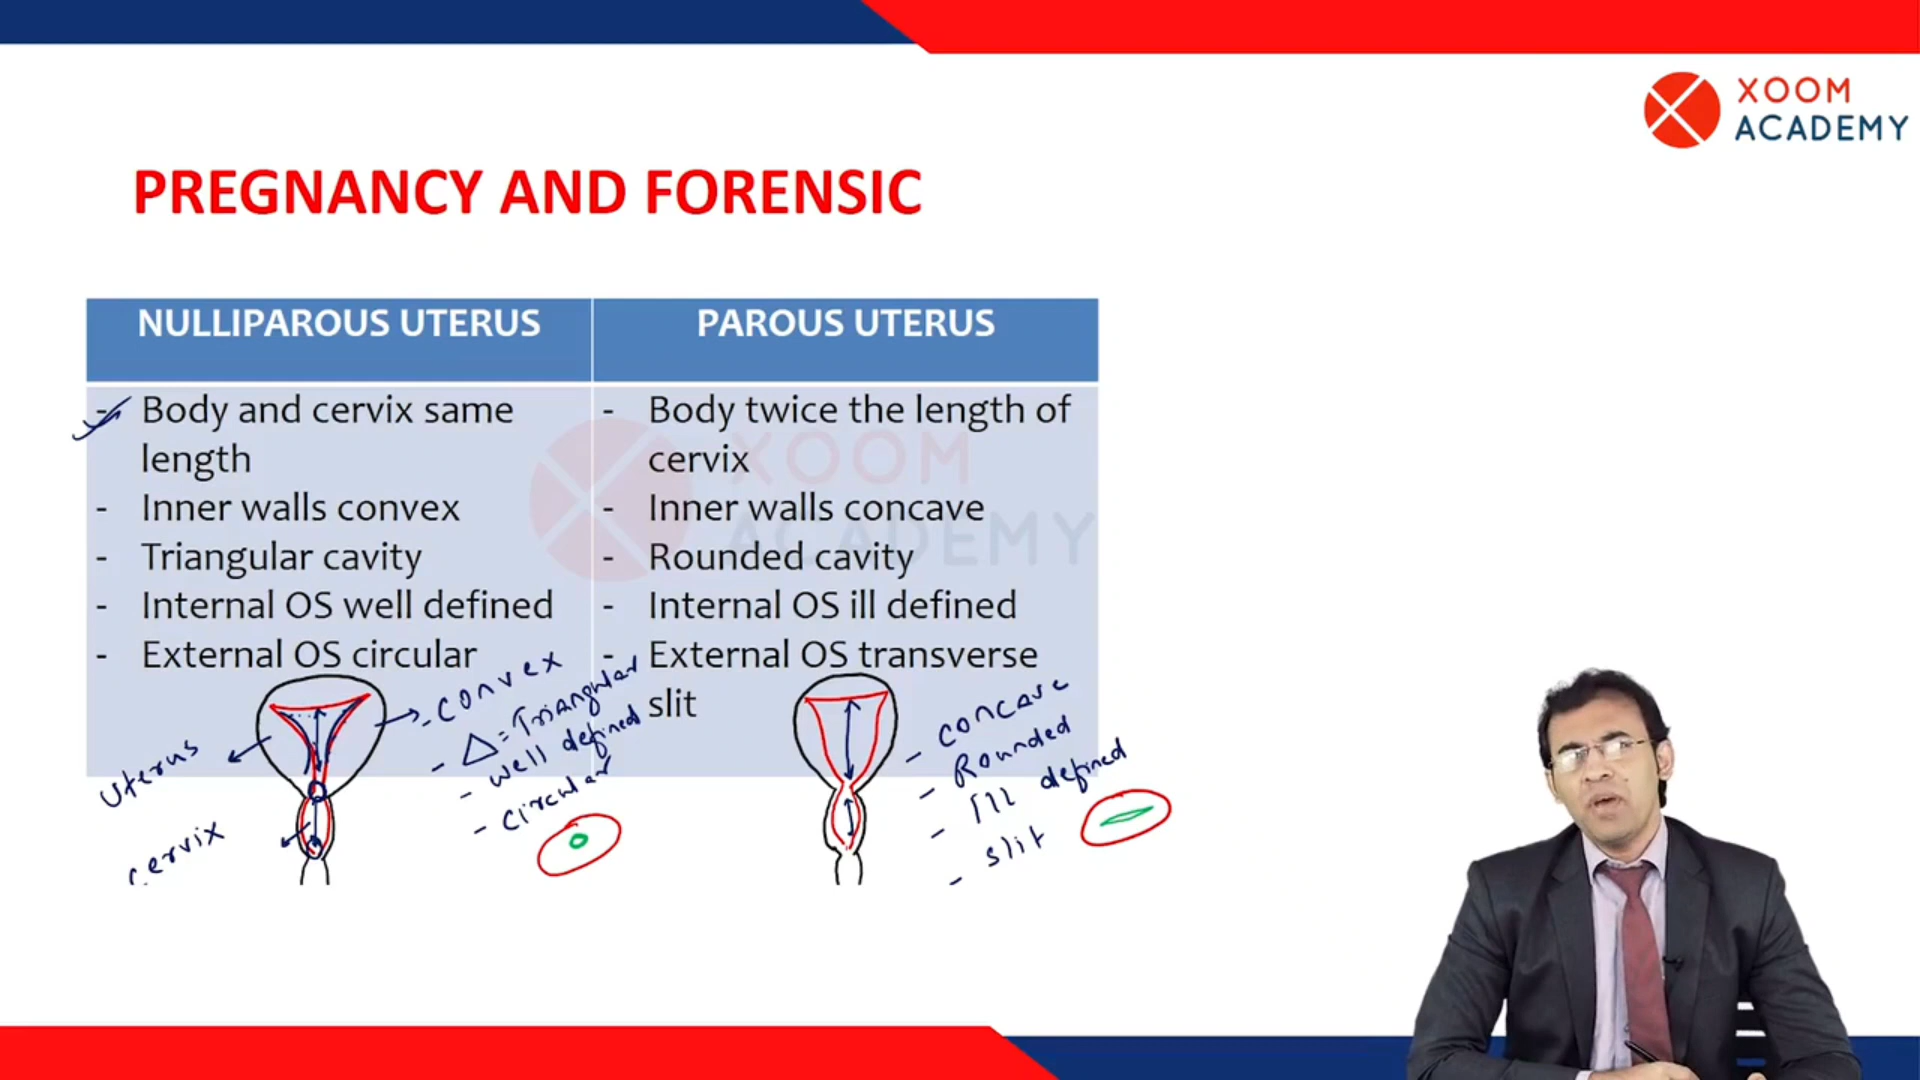 XOOM
ACADEMY
PREGNANCY AND FORENSIC
NULLIPAROUS UTERUS
- Body and cervix same
length
- Inner walls convex
- Triangular cavity
- Internal OS well defined
- External OS circular
PAROUS UTERUS
- Body twice the length of
cervix
- Inner walls concave
- Rounded cavity
- Internal OS ill defined
- External OS transverse
slit
XOOM
ACADEMY
uterus
cervix
- convex
- △ = Triangular
- well defined
- circular
- concave
- Rounded
- Ill defined
- slit